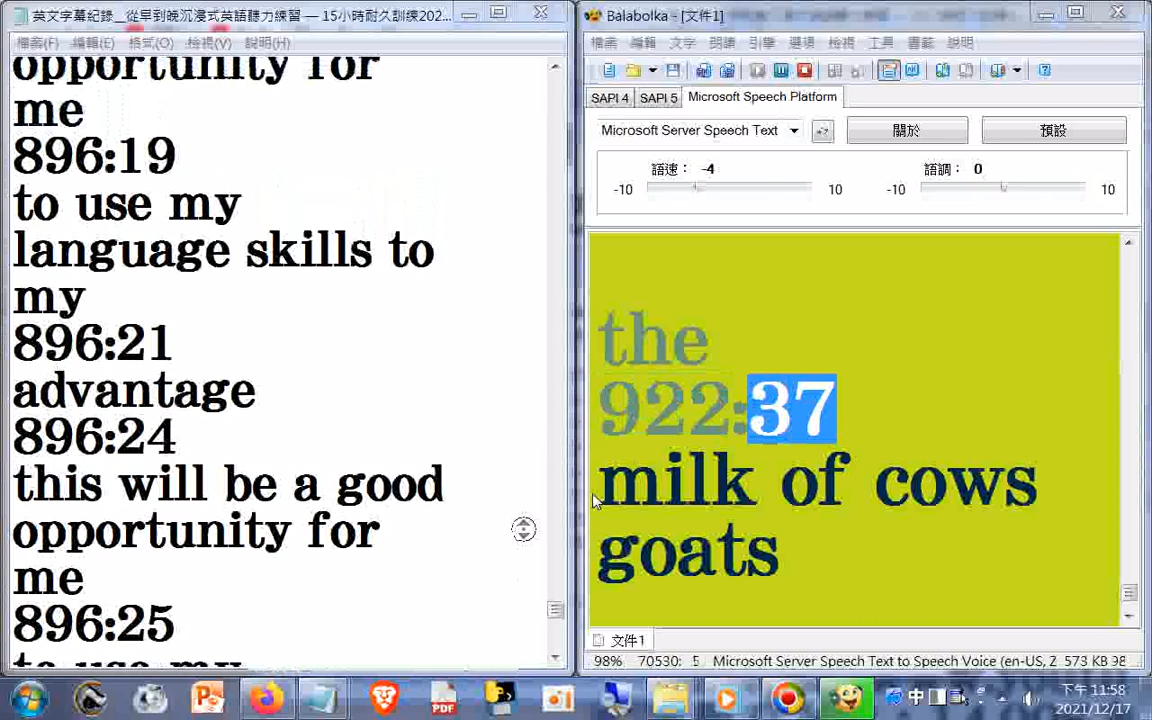 英文字幕紀錄__從早到晚沉浸式英語聽力練習 — 15小時耐久訓練202...
檔案(F) 編輯(E) 格式(O) 檢視(V) 說明(H)
opportunity for
me
896:19
to use my
language skills to
my
896:21
advantage
896:24
this will be a good
opportunity for
me
896:25
to use my
Balabolka - [文件1]
檔案 編輯 文字 朗讀 引擎 選項 檢視 工具 書籤 說明
SAPI 4 SAPI 5 Microsoft Speech Platform
Microsoft Server Speech Text 關於 預設
語速： -4 語調： 0
-10 10 -10 10
the
922:37
milk of cows
goats
文件1
98% 70530: 5 Microsoft Server Speech Text to Speech Voice (en-US, 2 573 KB 98
PDF 中 下午 11:58
2021/12/17